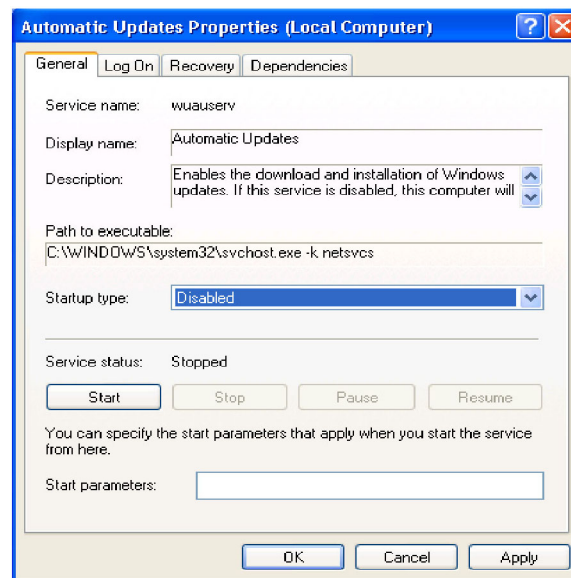 Automatic Updates Properties (Local Computer)
General Log On Recovery Dependencies
Service name: wuauserv
Display name: Automatic Updates
Description: Enables the download and installation of Windows
updates. If this service is disabled, this computer will
Path to executable:
C:\WINDOWS\system32\svchost.exe -k netsvcs
Startup type: Disabled
Service status: Stopped
Start Stop Pause Resume
You can specify the start parameters that apply when you start the service
from here.
Start parameters:
OK Cancel Apply